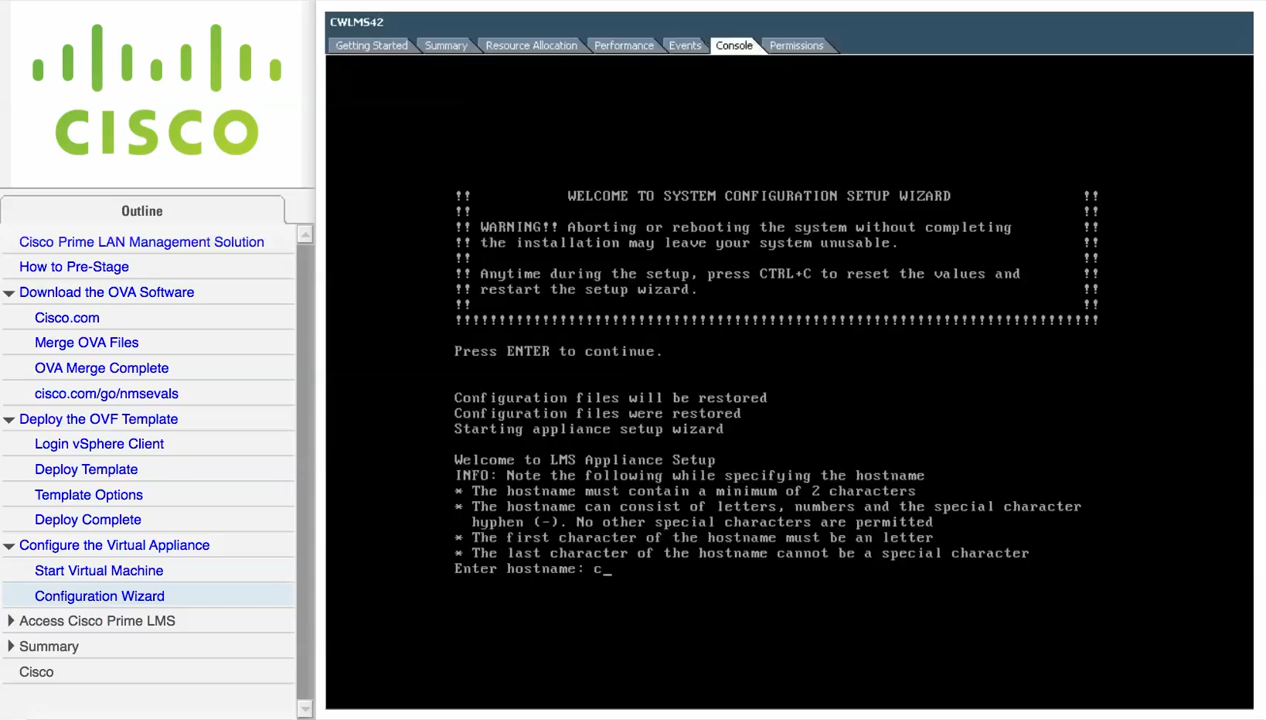 CISCO
Outline
Cisco Prime LAN Management Solution
How to Pre-Stage
Download the OVA Software
Cisco.com
Merge OVA Files
OVA Merge Complete
cisco.com/go/nmsevals
Deploy the OVF Template
Login vSphere Client
Deploy Template
Template Options
Deploy Complete
Configure the Virtual Appliance
Start Virtual Machine
Configuration Wizard
Access Cisco Prime LMS
Summary
Cisco
CWLMS42
Getting Started Summary Resource Allocation Performance Events Console Permissions
!! WELCOME TO SYSTEM CONFIGURATION SETUP WIZARD !!
!! !!
!! WARNING!! Aborting or rebooting the system without completing !!
!! the installation may leave your system unusable. !!
!! !!
!! Anytime during the setup, press CTRL+C to reset the values and !!
!! restart the setup wizard. !!
!! !!
!!!!!!!!!!!!!!!!!!!!!!!!!!!!!!!!!!!!!!!!!!!!!!!!!!!!!!!!!!!!!!!!!!!!!!!!!!
Press ENTER to continue.
Configuration files will be restored
Configuration files were restored
Starting appliance setup wizard
Welcome to LMS Appliance Setup
INFO: Note the following while specifying the hostname
* The hostname must contain a minimum of 2 characters
* The hostname can consist of letters, numbers and the special character
hyphen (-). No other special characters are permitted
* The first character of the hostname must be an letter
* The last character of the hostname cannot be a special character
Enter hostname: c_